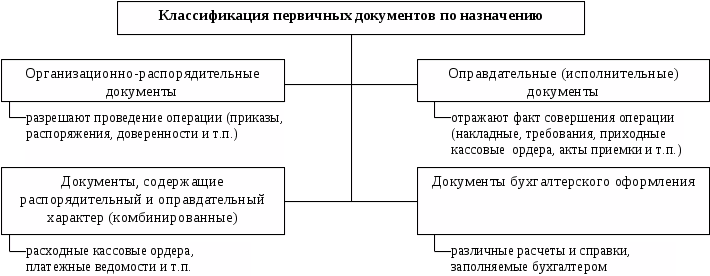 Классификация первичных документов по назначению
Организационно-распорядительные
документы
разрешают проведение операции (приказы,
распоряжения, доверенности и т.п.)
Оправдательные (исполнительные)
документы
отражают факт совершения операции
(накладные, требования, приходные
кассовые ордера, акты приемки и т.п.)
Документы, содержащие
распорядительный и оправдательный
характер (комбинированные)
расходные кассовые ордера,
платежные ведомости и т.п.
Документы бухгалтерского оформления
различные расчеты и справки,
заполняемые бухгалтером